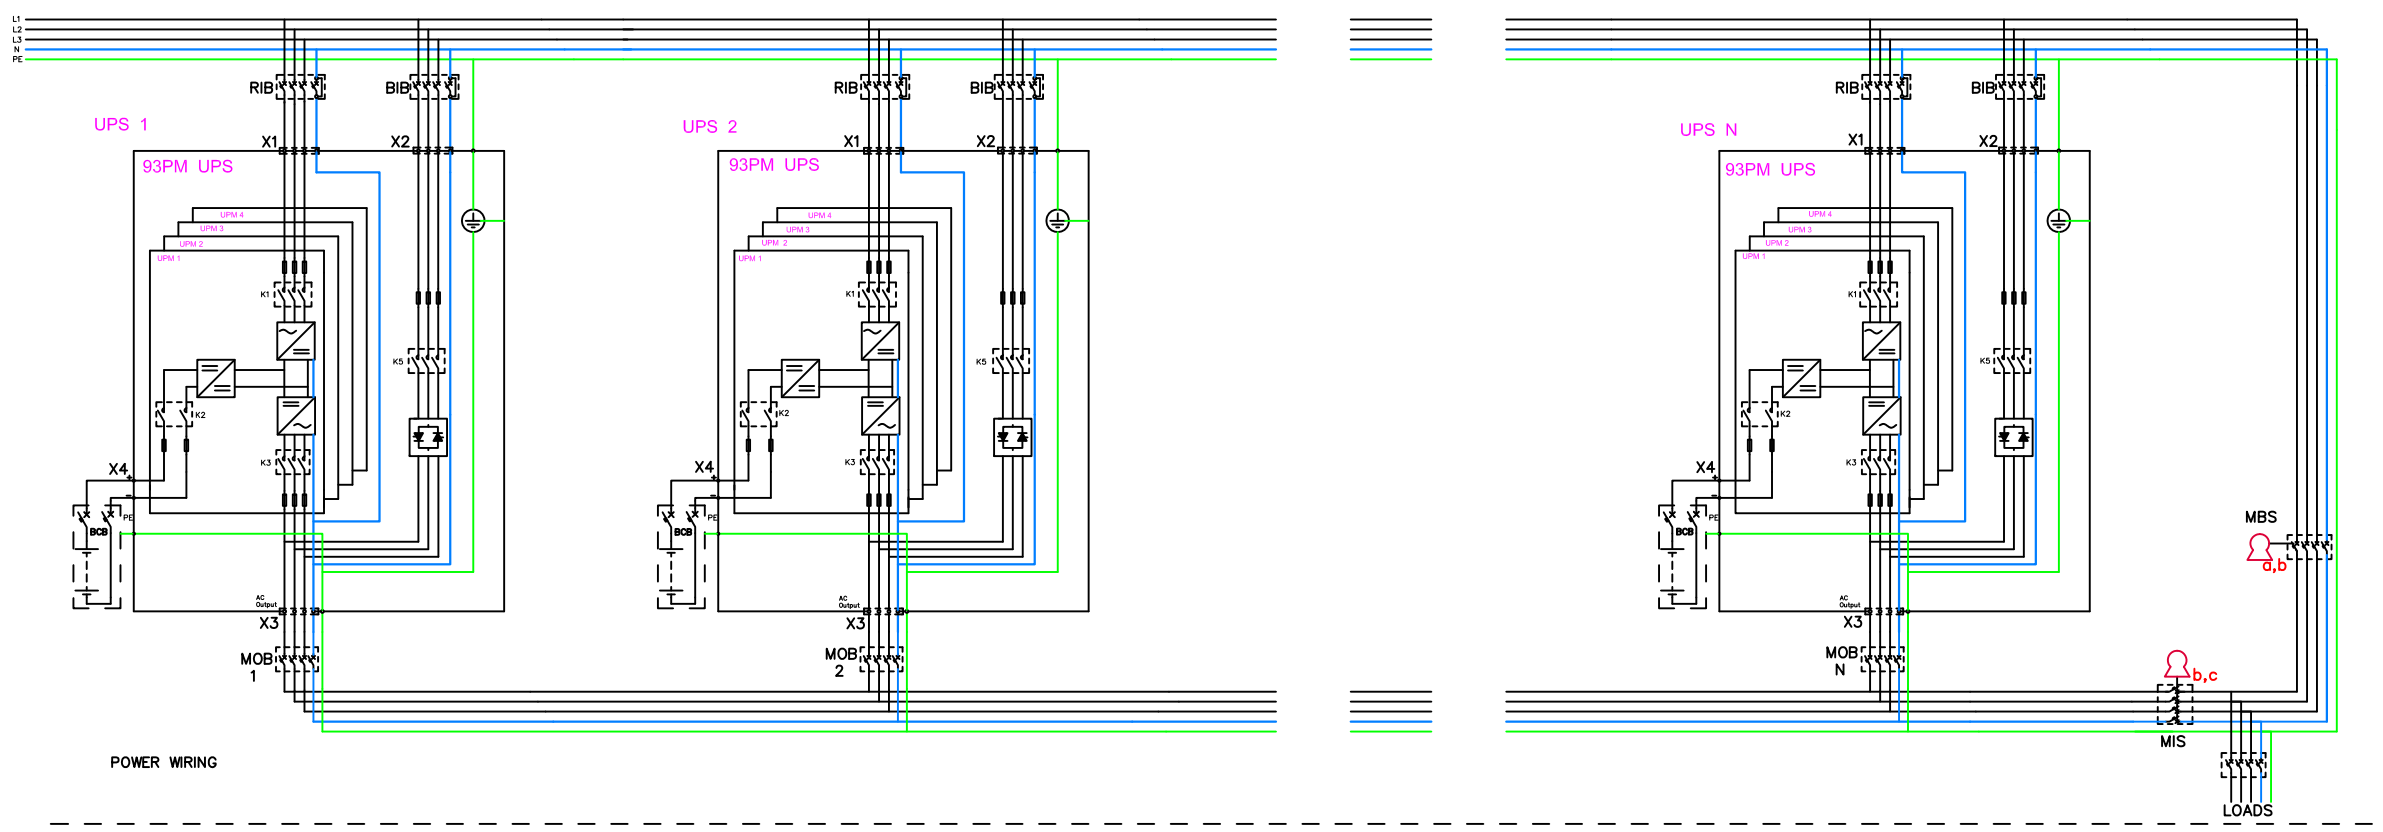 L1
L2
L3
N
PE
RIB
BIB
RIB
BIB
RIB
BIB
UPS 1
UPS 2
UPS N
X1
X2
X1
X2
X1
X2
93PM UPS
93PM UPS
93PM UPS
UPM 4
UPM 3
UPM 2
UPM 1
UPM 4
UPM 3
UPM 2
UPM 1
UPM 4
UPM 3
UPM 2
UPM 1
K1
K1
K1
K5
K5
K5
K2
K2
K2
K3
K3
K3
X4
X4
X4
+
-
+
-
+
-
PE
PE
PE
BCB
BCB
BCB
MBS
a,b
AC
Output
AC
Output
AC
Output
X3
X3
X3
MOB
1
MOB
2
MOB
N
b,c
MIS
POWER WIRING
LOADS